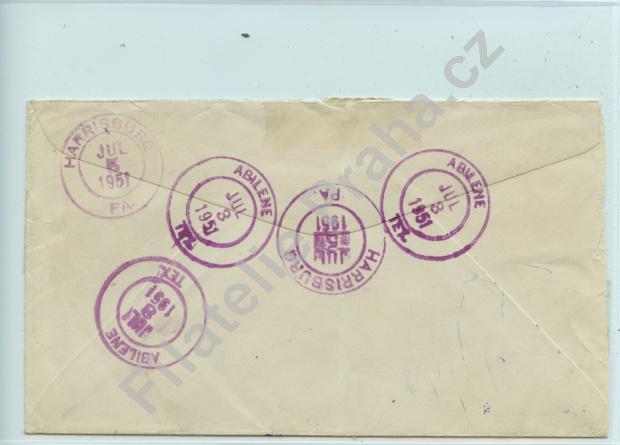 HARRISBURG
JUL
5
1951
PA.
ABILENE
JUL
3
1951
TEX.
ABILENE
JUL
3
1951
TEX.
HARRISBURG
JUL
1951
PA.
ABILENE
JUL
3
1951
TEX.
Filatelie Praha.cz